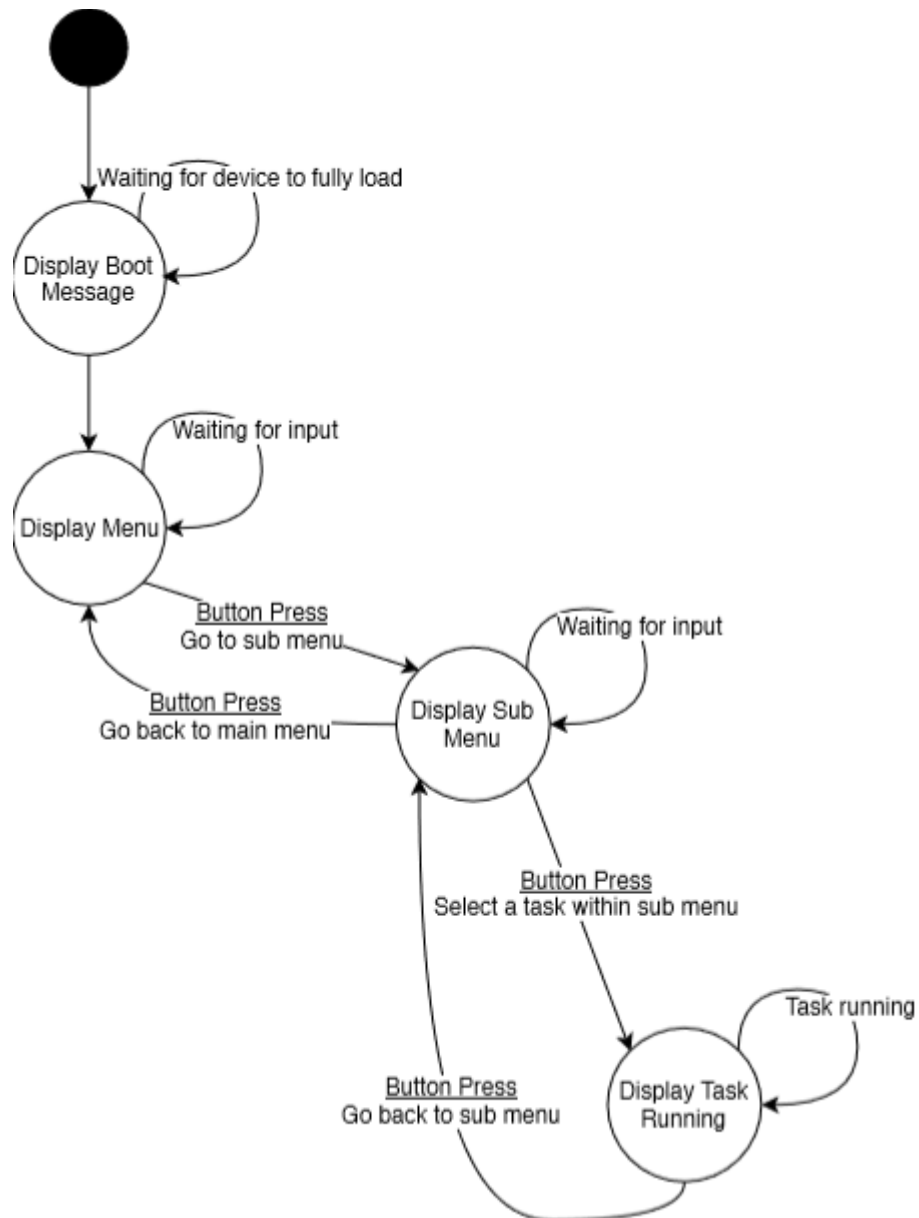 Waiting for device to fully load
Display Boot
Message
Waiting for input
Display Menu
Button Press
Go to sub menu
Waiting for input
Button Press
Go back to main menu
Display Sub
Menu
Button Press
Select a task within sub menu
Task running
Button Press
Go back to sub menu
Display Task
Running